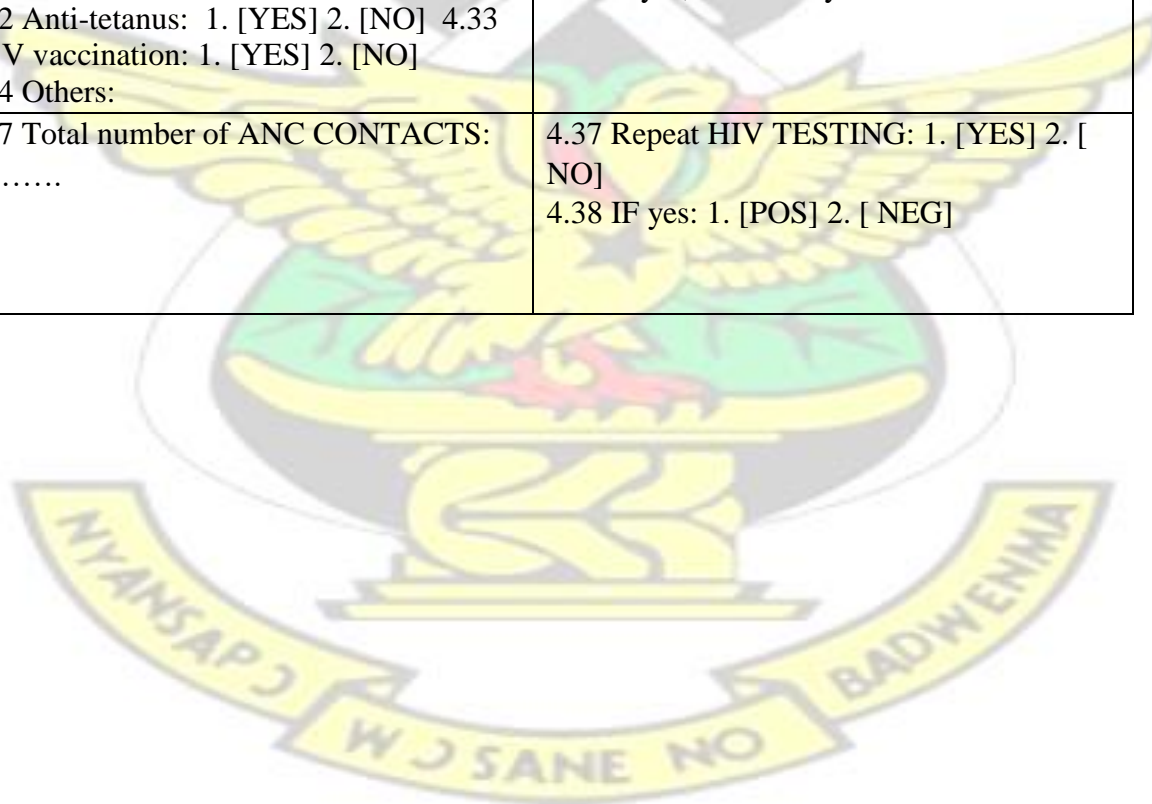 2 Anti-tetanus: 1. [YES] 2. [NO] 4.33
V vaccination: 1. [YES] 2. [NO]
4 Others:
7 Total number of ANC CONTACTS:
…….
4.37 Repeat HIV TESTING: 1. [YES] 2. [
NO]
4.38 IF yes: 1. [POS] 2. [ NEG]
NYANSAPƆ
WƆSANE NO
BADWENMA